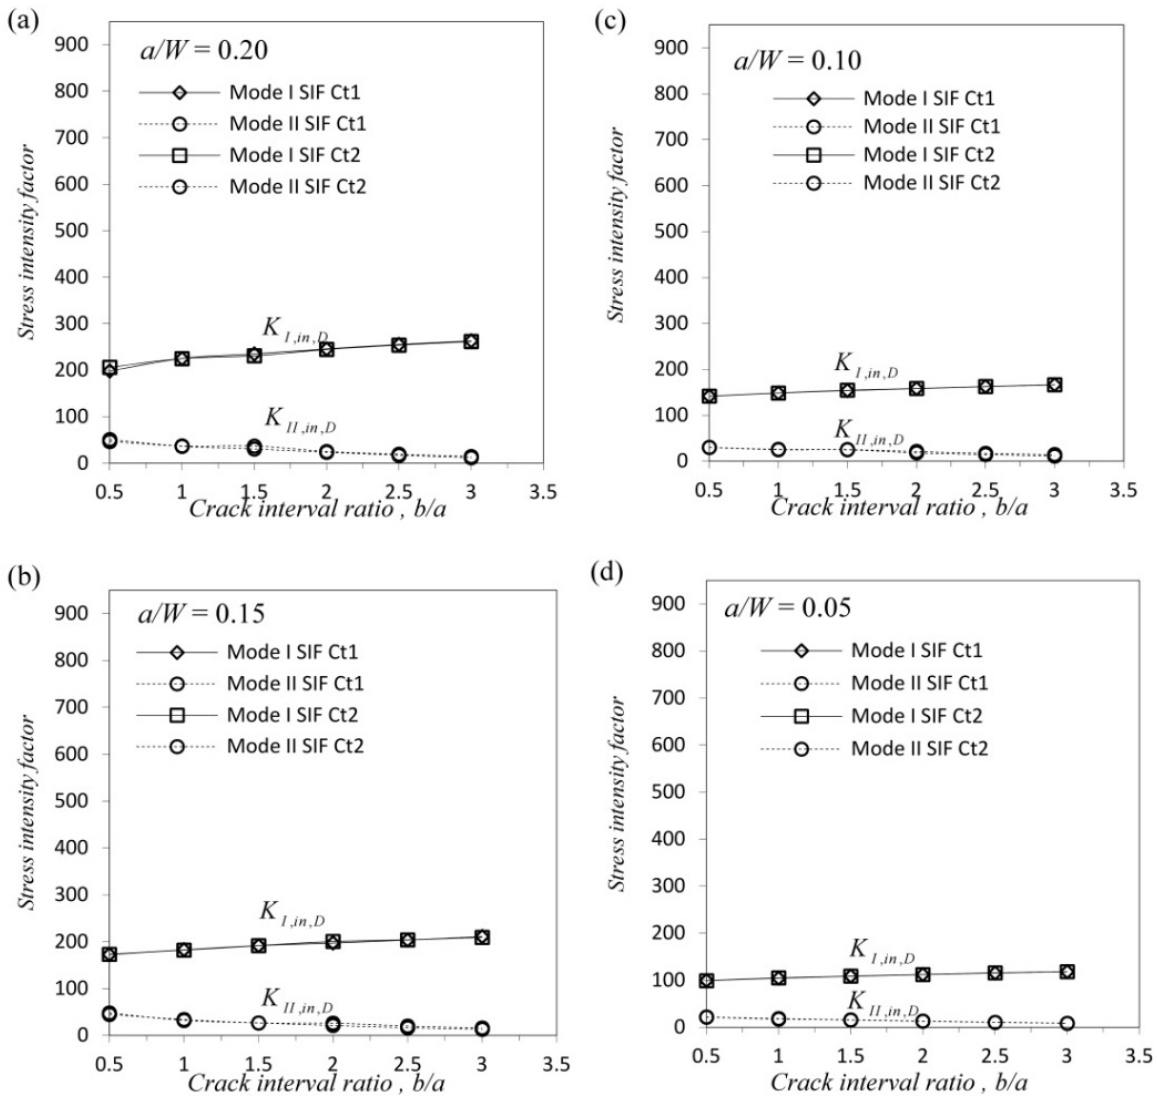 (a)
a/W = 0.20
Mode I SIF Ct1
Mode II SIF Ct1
Mode I SIF Ct2
Mode II SIF Ct2
900
800
700
600
500
400
300
200
100
0
Stress intensity factor
K I,in,D
K II,in,D
0.5 1 1.5 2 2.5 3 3.5
Crack interval ratio , b/a
(b)
a/W = 0.15
Mode I SIF Ct1
Mode II SIF Ct1
Mode I SIF Ct2
Mode II SIF Ct2
900
800
700
600
500
400
300
200
100
0
Stress intensity factor
K I,in,D
K II,in,D
0.5 1 1.5 2 2.5 3 3.5
Crack interval ratio , b/a
(c)
a/W = 0.10
Mode I SIF Ct1
Mode II SIF Ct1
Mode I SIF Ct2
Mode II SIF Ct2
900
800
700
600
500
400
300
200
100
0
Stress intensity factor
K I,in,D
K II,in,D
0.5 1 1.5 2 2.5 3 3.5
Crack interval ratio , b/a
(d)
a/W = 0.05
Mode I SIF Ct1
Mode II SIF Ct1
Mode I SIF Ct2
Mode II SIF Ct2
900
800
700
600
500
400
300
200
100
0
Stress intensity factor
K I,in,D
K II,in,D
0.5 1 1.5 2 2.5 3 3.5
Crack interval ratio , b/a